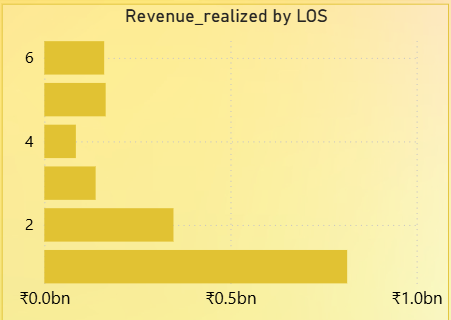 Revenue_realized by LOS
6
4
2
₹0.0bn ₹0.5bn ₹1.0bn